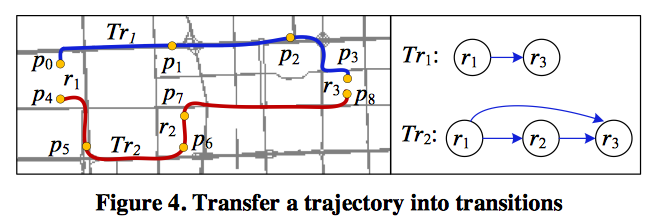 Tr1
p0
p1
p2
p3
r1
p4
p7
r3
p8
r2
p5
Tr2
p6
Tr1: r1 r3
Tr2: r1 r2 r3
Figure 4. Transfer a trajectory into transitions